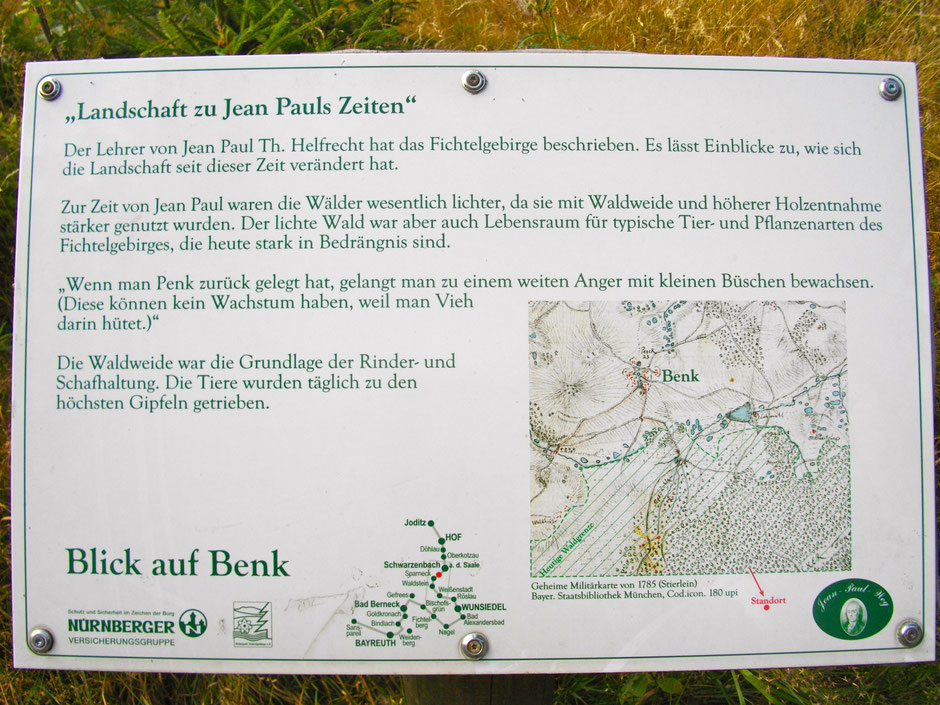 „Landschaft zu Jean Pauls Zeiten“
Der Lehrer von Jean Paul Th. Helfrecht hat das Fichtelgebirge beschrieben. Es lässt Einblicke zu, wie sich
die Landschaft seit dieser Zeit verändert hat.
Zur Zeit von Jean Paul waren die Wälder wesentlich lichter, da sie mit Waldweide und höherer Holzentnahme
stärker genutzt wurden. Der lichte Wald war aber auch Lebensraum für typische Tier- und Pflanzenarten des
Fichtelgebirges, die heute stark in Bedrängnis sind.
„Wenn man Penk zurück gelegt hat, gelangt man zu einem weiten Anger mit kleinen Büschen bewachsen.
(Diese können kein Wachstum haben, weil man Vieh
darin hütet.)“
Die Waldweide war die Grundlage der Rinder- und
Schafhaltung. Die Tiere wurden täglich zu den
höchsten Gipfeln getrieben.
Benk
Heutige Waldgrenze
Geheime Militärkarte von 1785 (Stierlein)
Bayer. Staatsbibliothek München, Cod.icon. 180 upi
Standort
Blick auf Benk
Joditz
HOF
Döhlau
Oberkotzau
Schwarzenbach a. d. Saale
Sparneck
Waldstein
Weißenstadt
Gefrees
Röslau
Bad Berneck
Bischofs-
grün
WUNSIEDEL
Goldkronach
Fichtel-
berg
Bad
Alexandersbad
Sans-
pareil
Bindlach
BAYREUTH
Weiden-
berg
Nagel
Schutz und Sicherheit im Zeichen der Burg
NÜRNBERGER
VERSICHERUNGSGRUPPE
Jean-Paul-Weg